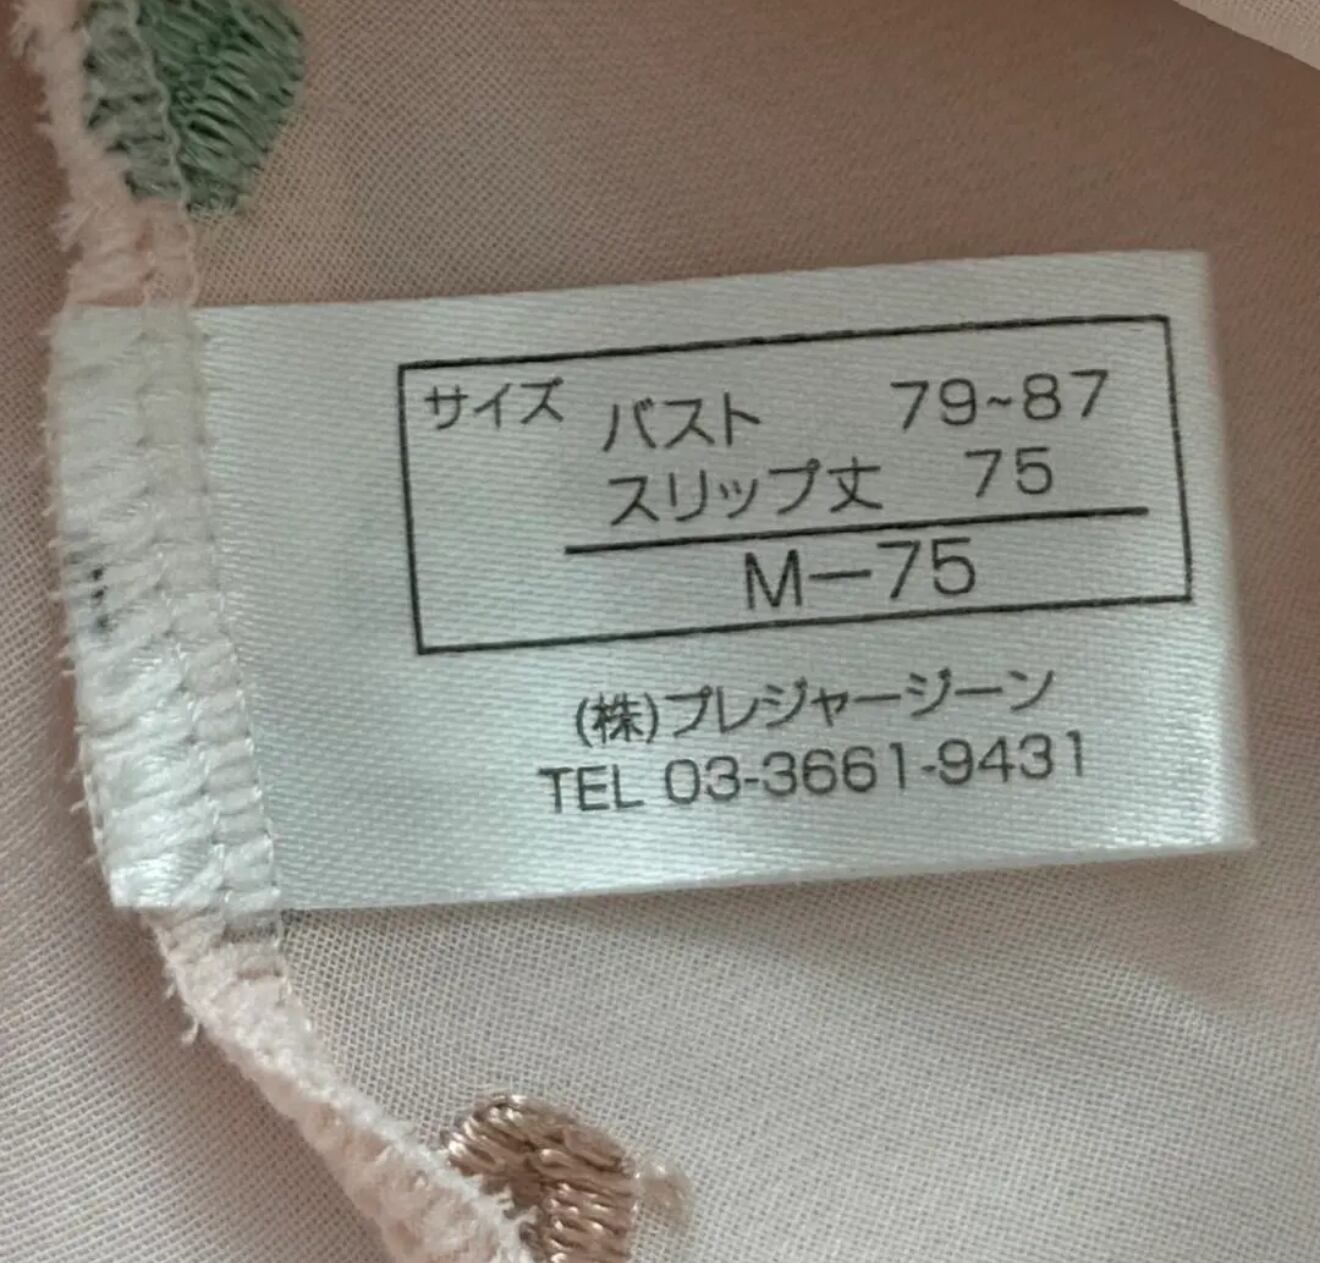 サイズ バスト 79~87
スリップ丈 75
M−75
(株)プレジャージーン
TEL 03-3661-9431